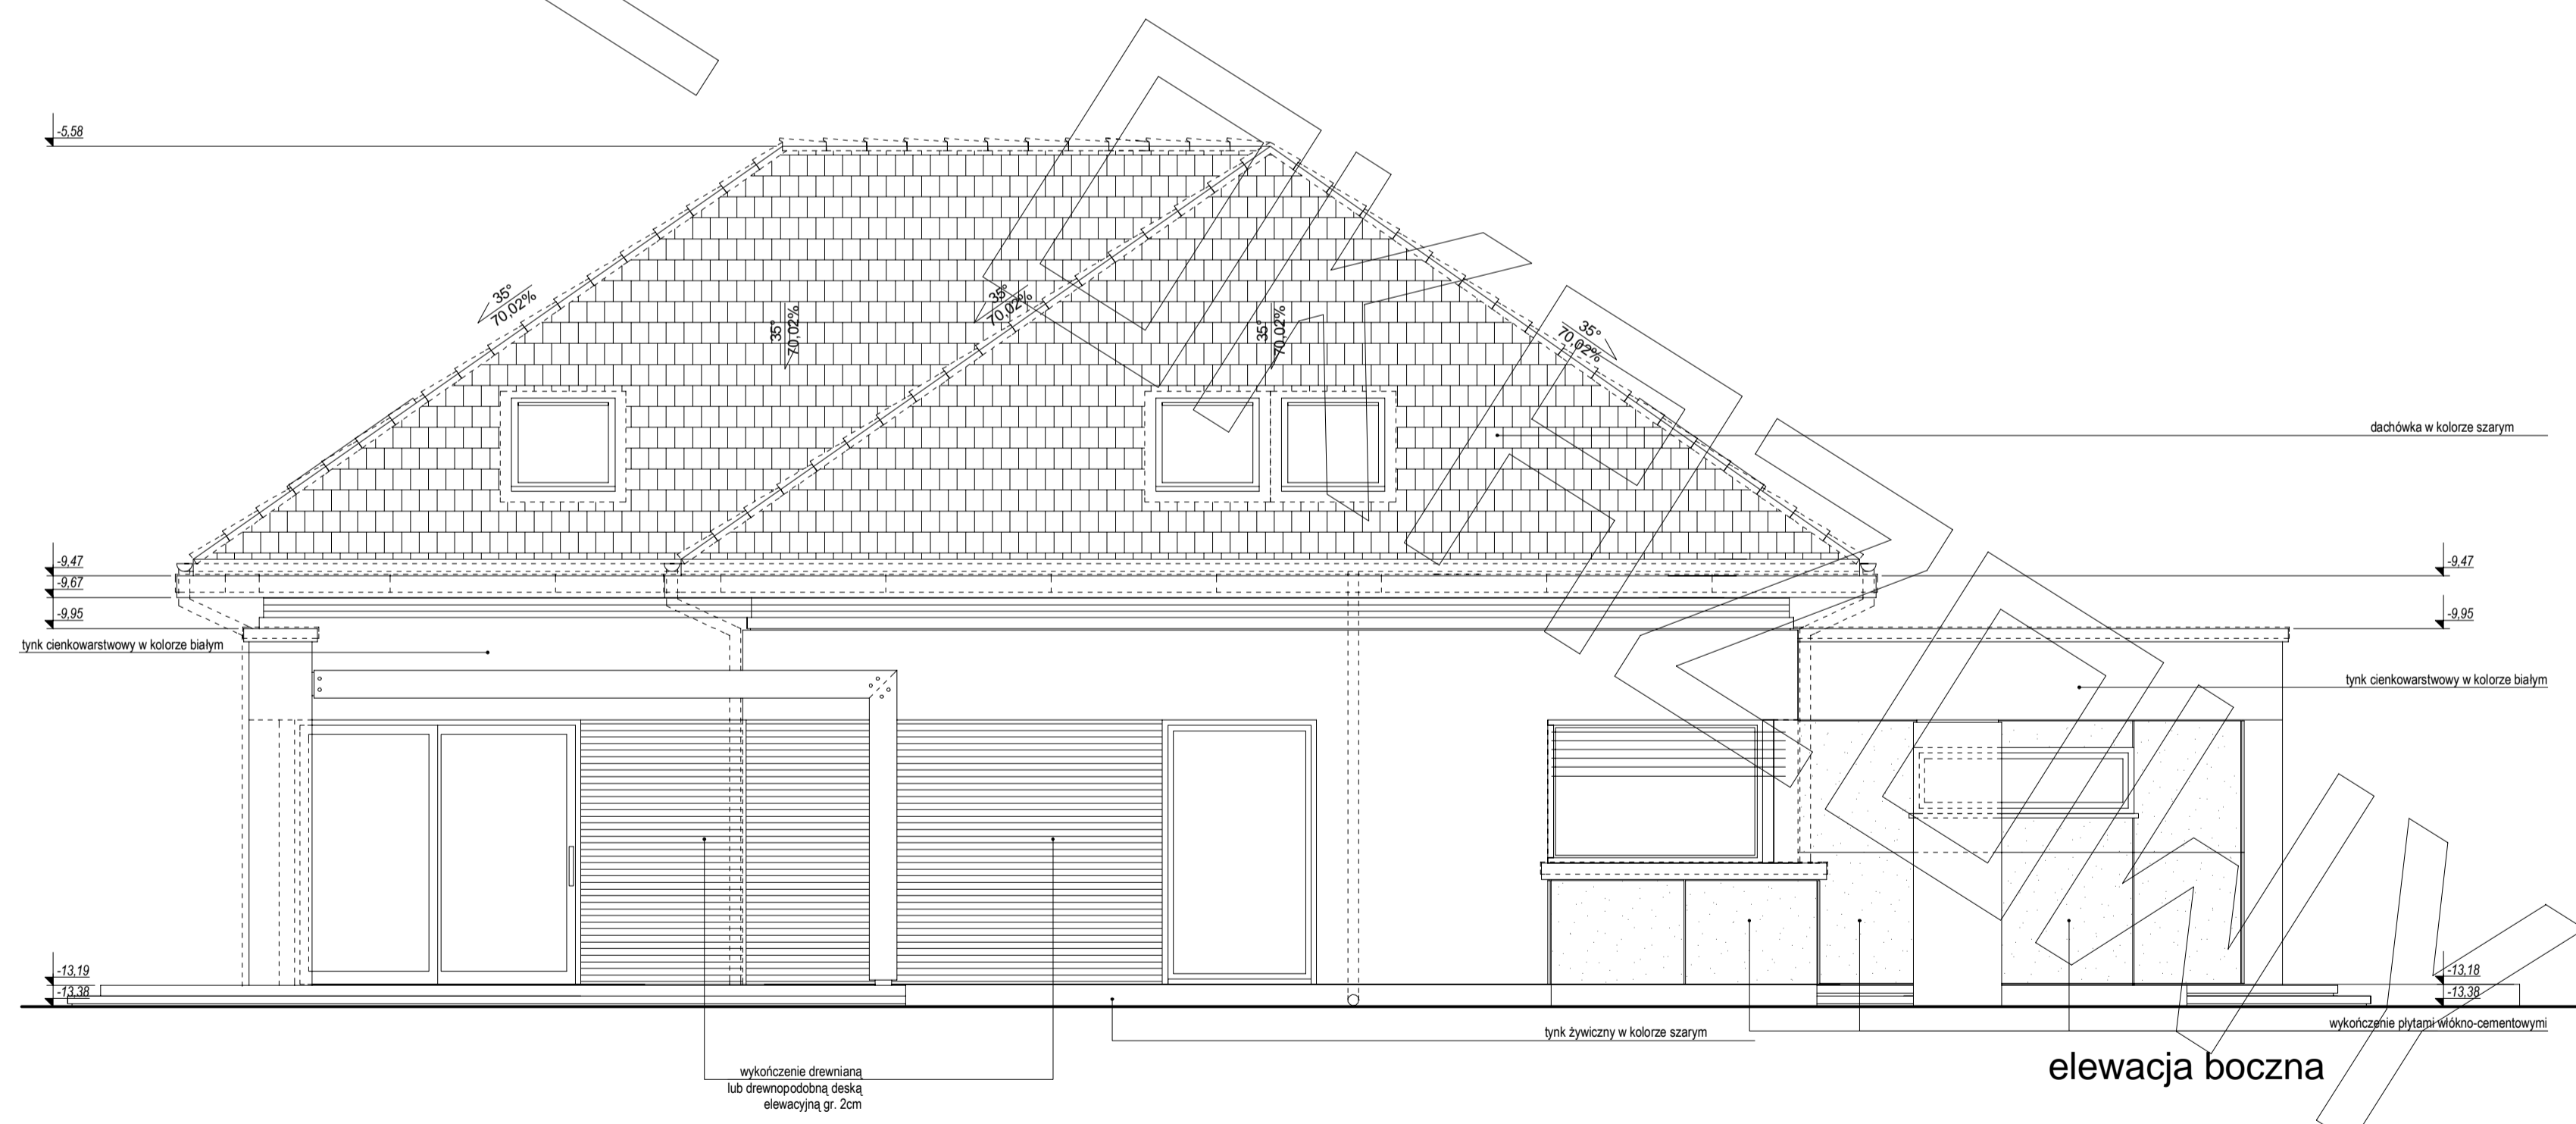 -5,58
35°
70,02%
35°
70,02%
35°
70,02%
35°
70,02%
35°
70,02%
dachówka w kolorze szarym
-9,47
-9,67
-9,95
-9,47
-9,95
tynk cienkowarstwowy w kolorze białym
tynk cienkowarstwowy w kolorze białym
-13,19
-13,38
-13,18
-13,38
tynk żywiczny w kolorze szarym
wykończenie płytami włókno-cementowymi
wykończenie drewnianą
lub drewnopodobną deską
elewacyjną gr. 2cm
elewacja boczna